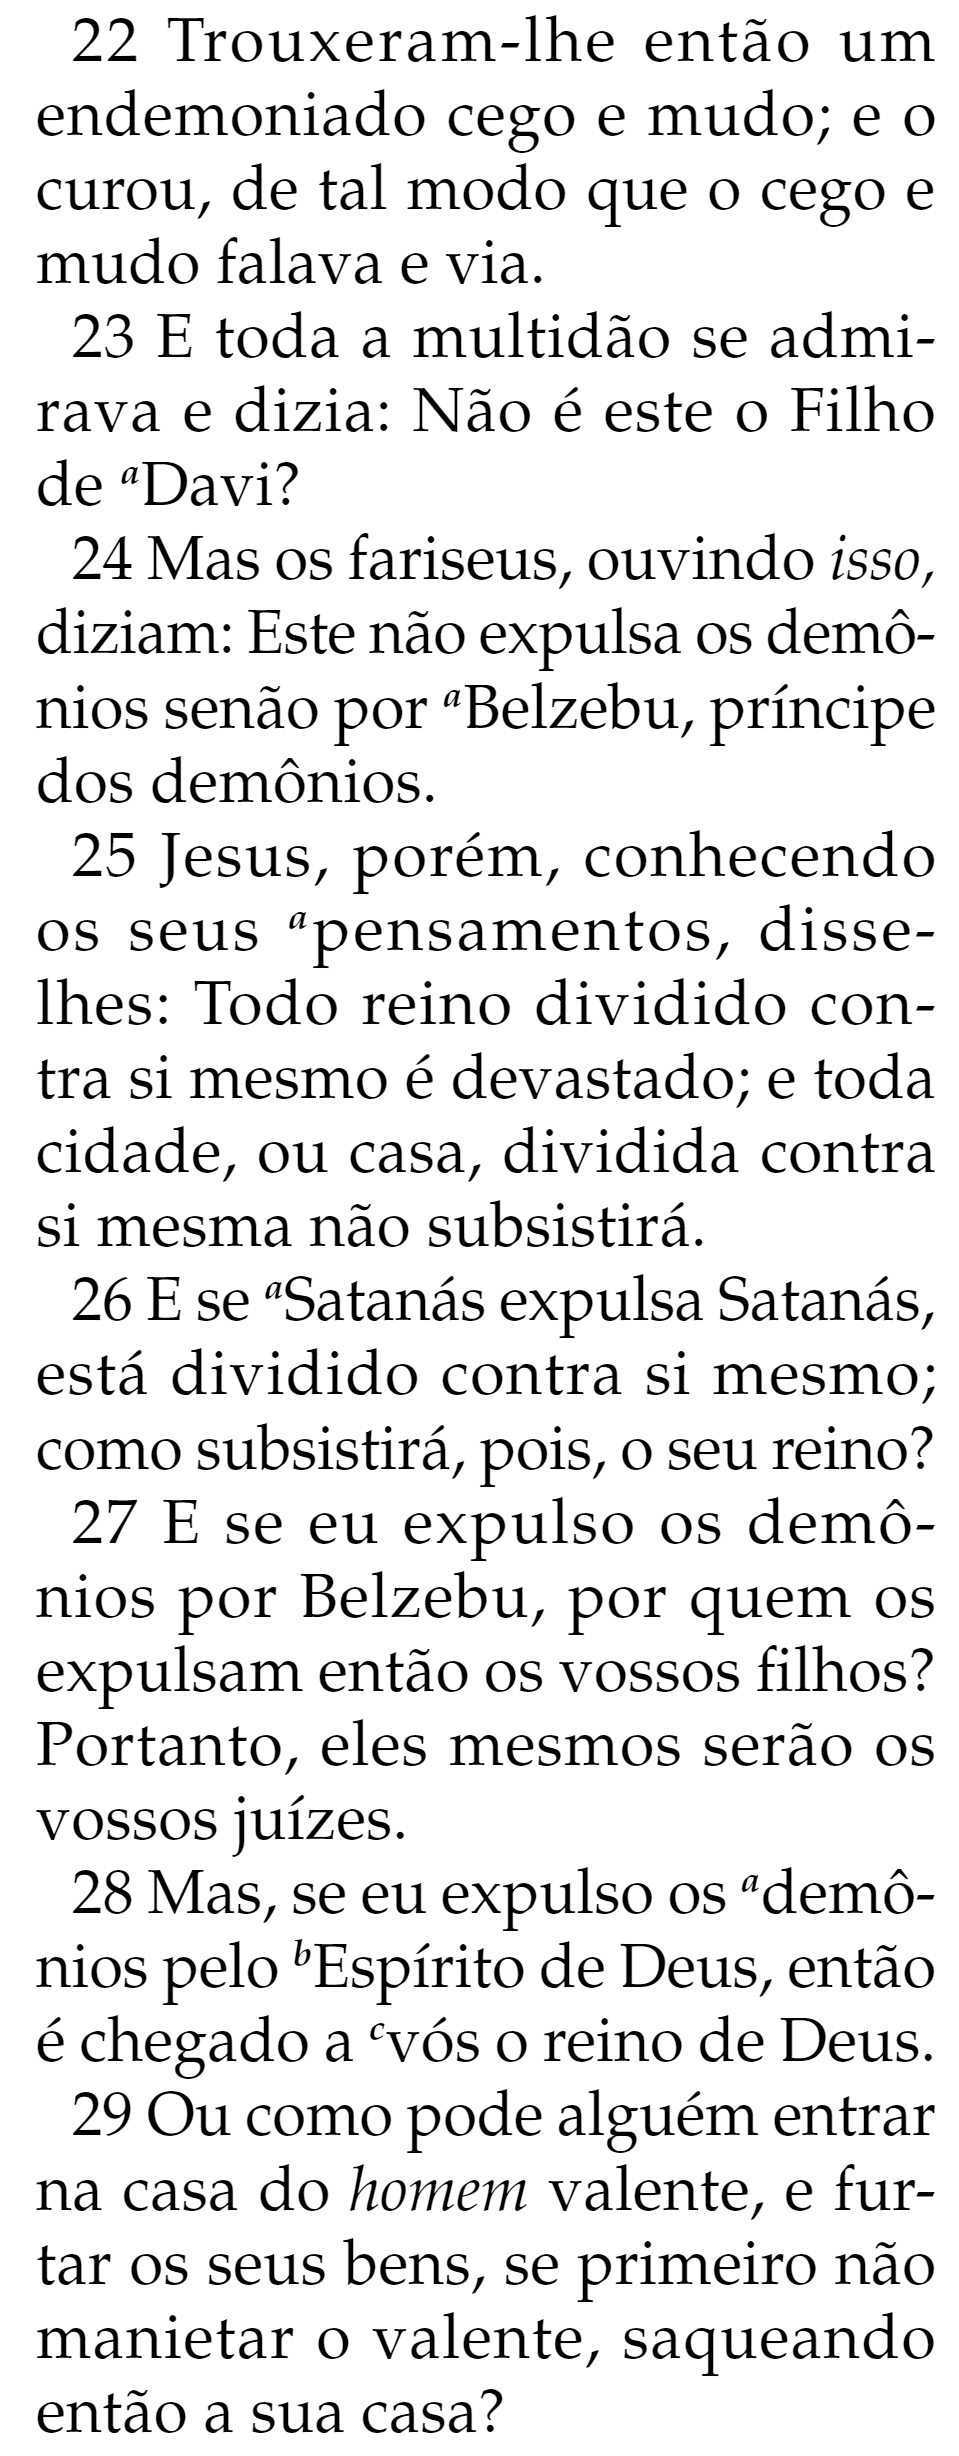 22 Trouxeram-lhe então um
endemoniado cego e mudo; e o
curou, de tal modo que o cego e
mudo falava e via.
23 E toda a multidão se admi-
rava e dizia: Não é este o Filho
de aDavi?
24 Mas os fariseus, ouvindo isso,
diziam: Este não expulsa os demô-
nios senão por aBelzebu, príncipe
dos demônios.
25 Jesus, porém, conhecendo
os seus apensamentos, disse-
lhes: Todo reino dividido con-
tra si mesmo é devastado; e toda
cidade, ou casa, dividida contra
si mesma não subsistirá.
26 E se aSatanás expulsa Satanás,
está dividido contra si mesmo;
como subsistirá, pois, o seu reino?
27 E se eu expulso os demô-
nios por Belzebu, por quem os
expulsam então os vossos filhos?
Portanto, eles mesmos serão os
vossos juízes.
28 Mas, se eu expulso os ademô-
nios pelo bEspírito de Deus, então
é chegado a cvós o reino de Deus.
29 Ou como pode alguém entrar
na casa do homem valente, e fur-
tar os seus bens, se primeiro não
manietar o valente, saqueando
então a sua casa?